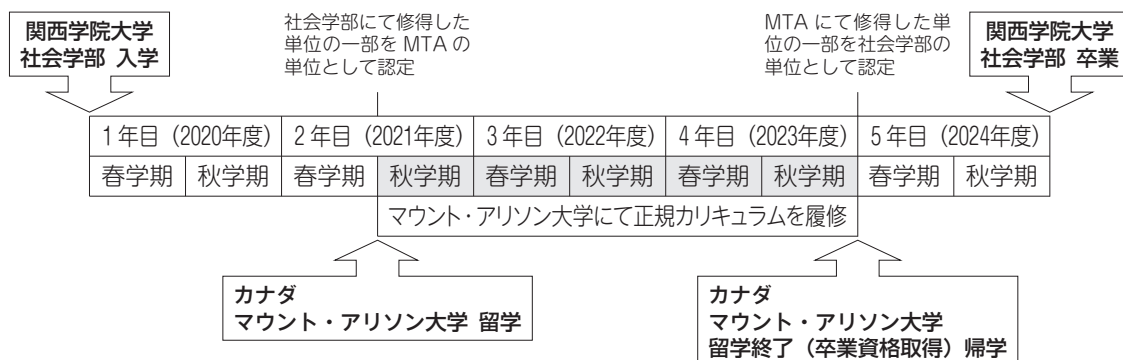 関西学院大学
社会学部 入学
社会学部にて修得した
単位の一部を MTA の
単位として認定
MTA にて修得した単
位の一部を社会学部の
単位として認定
関西学院大学
社会学部 卒業
1 年目（2020年度） 2 年目（2021年度） 3 年目（2022年度） 4 年目（2023年度） 5 年目（2024年度）
春学期 秋学期 春学期 秋学期 春学期 秋学期 春学期 秋学期 春学期 秋学期
マウント・アリソン大学にて正規カリキュラムを履修
カナダ
マウント・アリソン大学 留学
カナダ
マウント・アリソン大学
留学終了（卒業資格取得）帰学